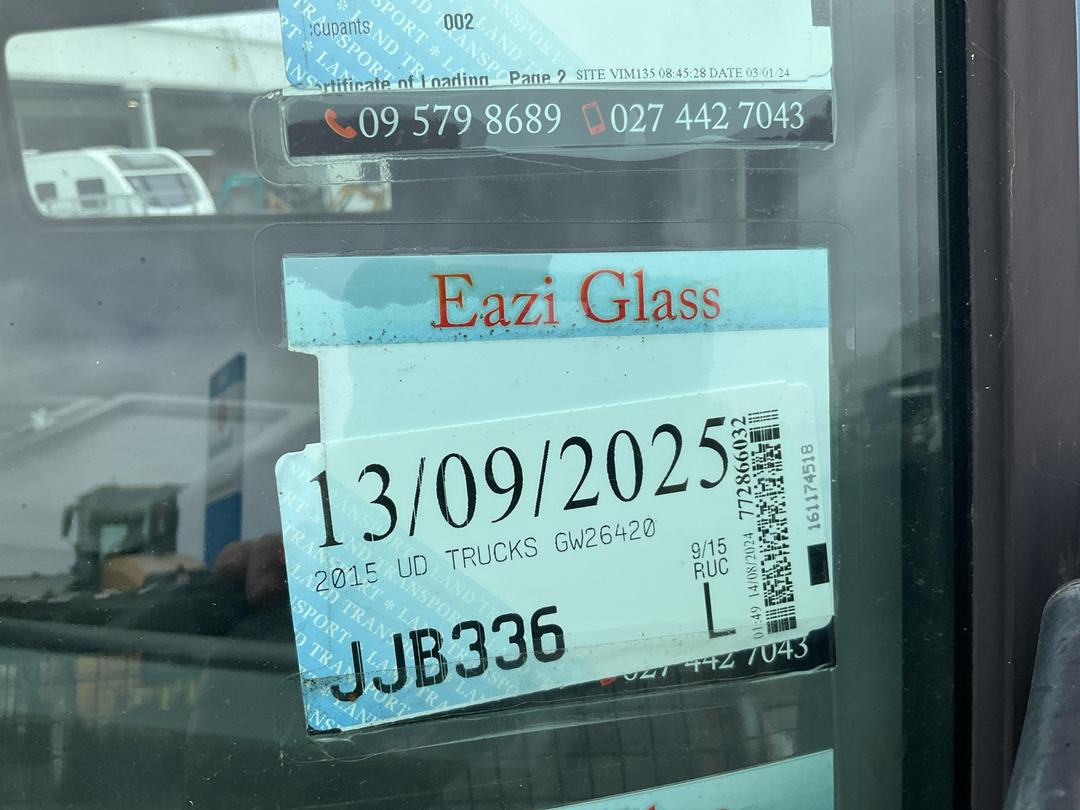 cupants 002
rtificate of Loading Page 2 SITE VIM135 08:45:28 DATE 03/01/24
09 579 8689 027 442 7043
Eazi Glass
13/09/2025
2015 UD TRUCKS GW26420
9/15
RUC
L
JJB336
01:49 14/08/2024 772866032
161174518
027 442 7043